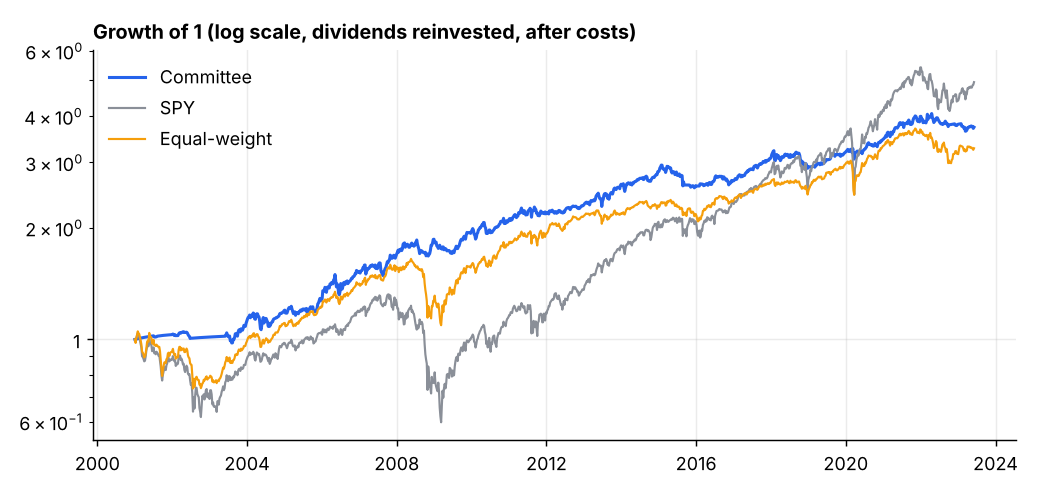 Growth of 1 (log scale, dividends reinvested, after costs)
6 × 10⁰
4 × 10⁰
3 × 10⁰
2 × 10⁰
1
6 × 10⁻¹
Committee
SPY
Equal-weight
2000 2004 2008 2012 2016 2020 2024